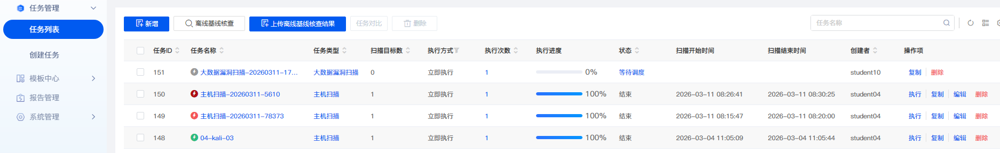 任务管理
任务列表
创建任务
模板中心
报告管理
系统管理
新增 离线基线核查 上传离线基线核查结果 任务对比 删除 任务名称
任务ID 任务名称 任务类型 扫描目标数 执行方式 执行次数 执行进度 状态 扫描开始时间 扫描结束时间 创建者 操作项
151 大数据漏洞扫描-20260311-17... 大数据漏洞扫描 0 立即执行 1 0% 等待调度 student10 复制 删除
150 主机扫描-20260311-5610 主机扫描 1 立即执行 1 100% 结束 2026-03-11 08:26:41 2026-03-11 08:30:25 student04 执行 复制 编辑 删除
149 主机扫描-20260311-78373 主机扫描 1 立即执行 1 100% 结束 2026-03-11 08:15:47 2026-03-11 08:20:00 student04 执行 复制 编辑 删除
148 04-kali-03 主机扫描 1 立即执行 1 100% 结束 2026-03-04 11:05:09 2026-03-04 11:05:44 student04 执行 复制 编辑 删除